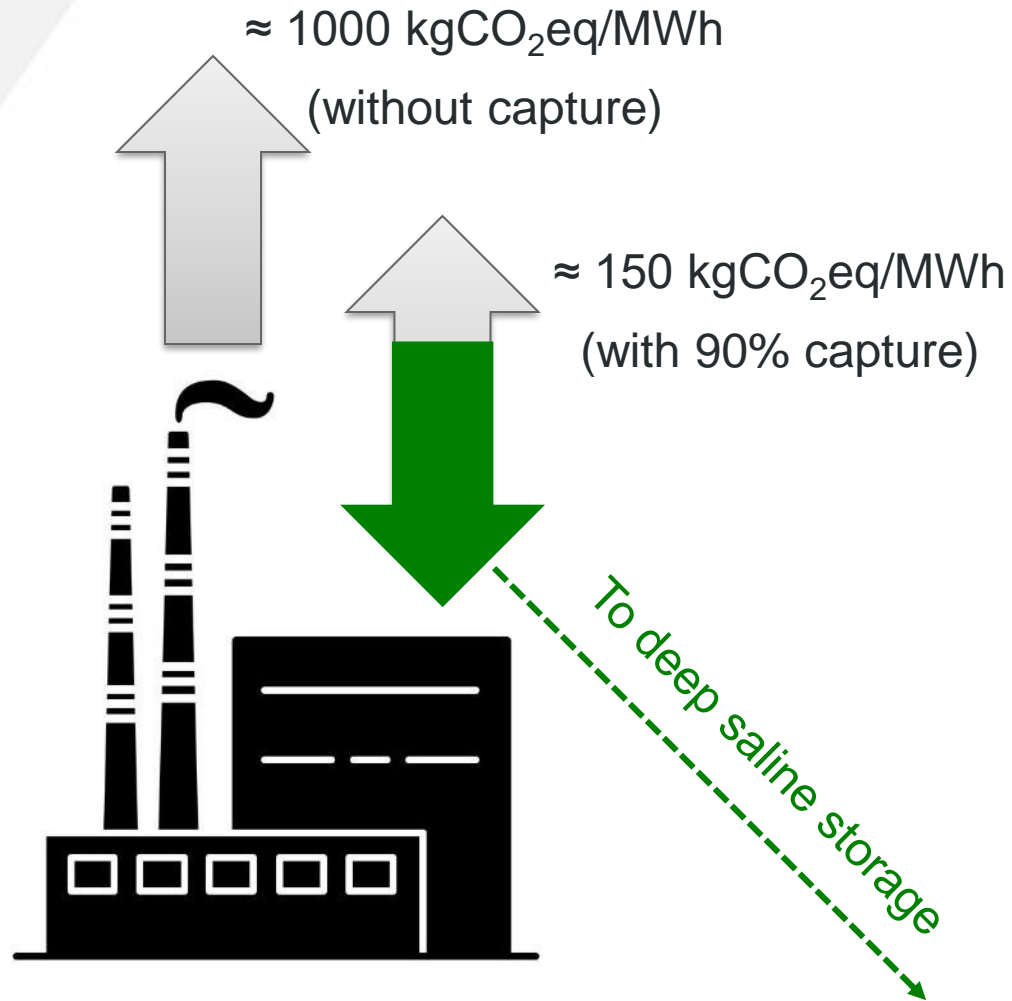 ≈ 1000 kgCO₂eq/MWh
(without capture)
≈ 150 kgCO₂eq/MWh
(with 90% capture)
To deep saline storage